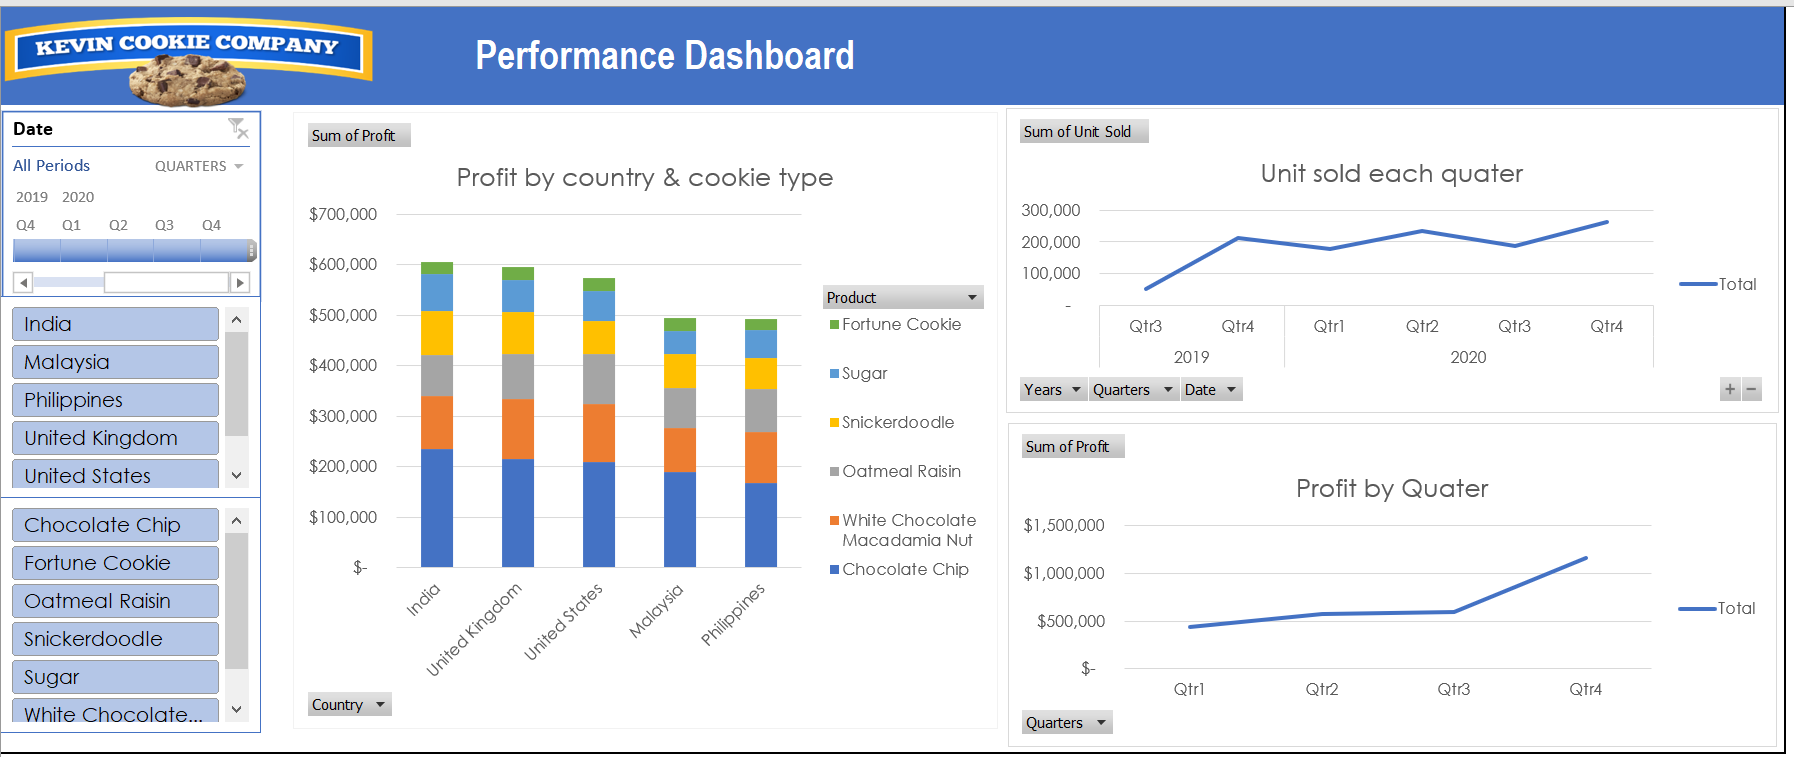 KEVIN COOKIE COMPANY
Performance Dashboard
Date
All Periods QUARTERS
2019 2020
Q4 Q1 Q2 Q3 Q4
India
Malaysia
Philippines
United Kingdom
United States
Chocolate Chip
Fortune Cookie
Oatmeal Raisin
Snickerdoodle
Sugar
White Chocolate...
Sum of Profit
Profit by country & cookie type
$700,000
$600,000
$500,000
$400,000
$300,000
$200,000
$100,000
$-
India
United Kingdom
United States
Malaysia
Philippines
Product
Fortune Cookie
Sugar
Snickerdoodle
Oatmeal Raisin
White Chocolate
Macadamia Nut
Chocolate Chip
Country
Sum of Unit Sold
Unit sold each quater
300,000
200,000
100,000
-
Qtr3 Qtr4 Qtr1 Qtr2 Qtr3 Qtr4
2019 2020
Total
Years Quarters Date
+ -
Sum of Profit
Profit by Quater
$1,500,000
$1,000,000
$500,000
$-
Qtr1 Qtr2 Qtr3 Qtr4
Total
Quarters